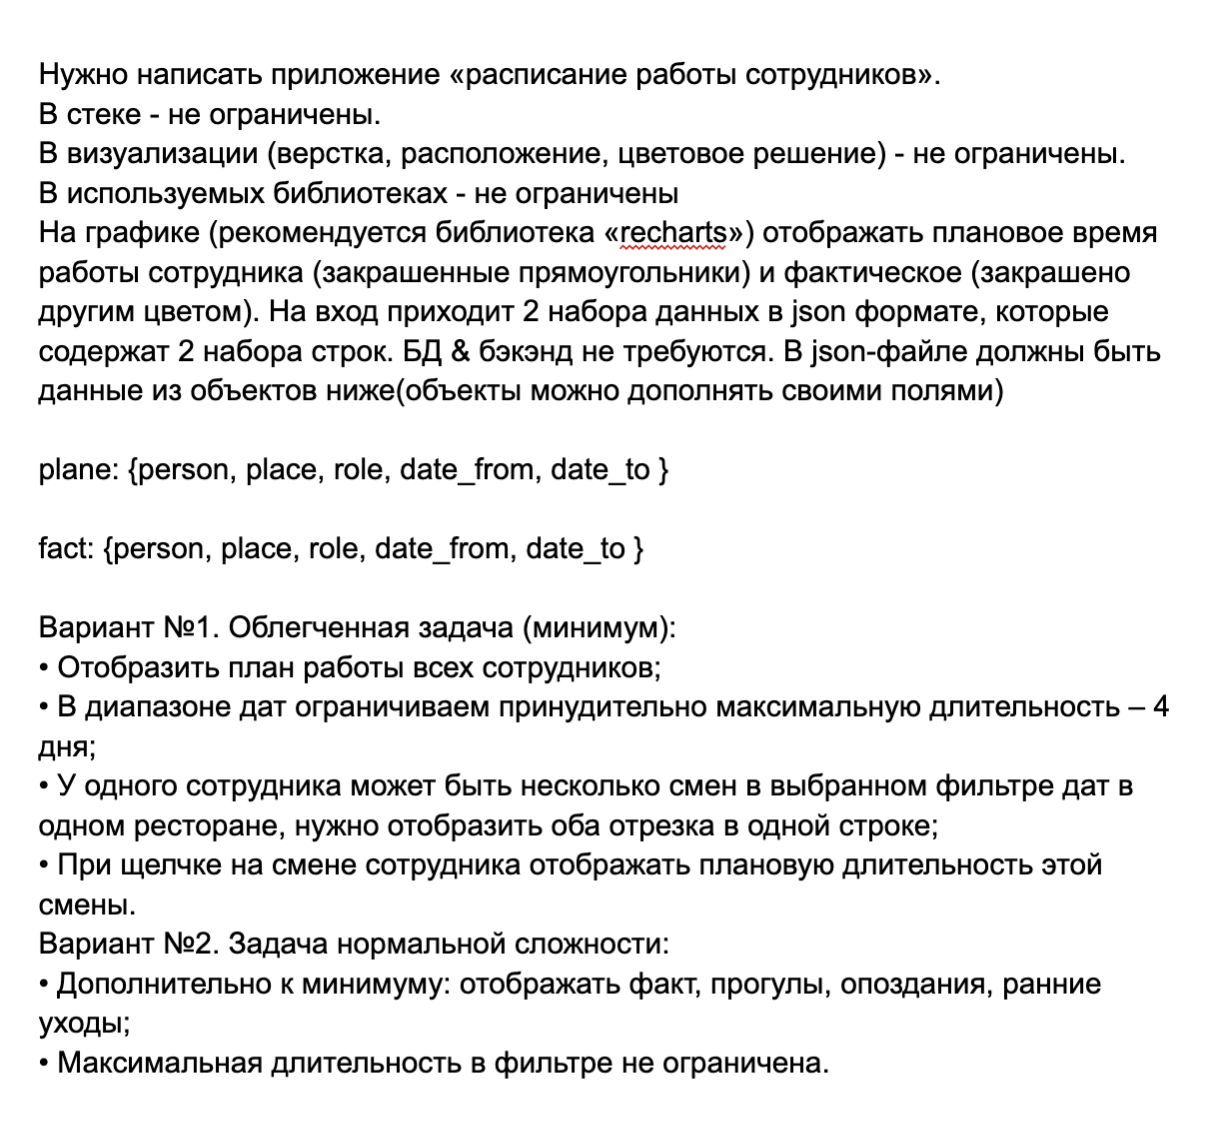 Нужно написать приложение «расписание работы сотрудников».
В стеке - не ограничены.
В визуализации (верстка, расположение, цветовое решение) - не ограничены.
В используемых библиотеках - не ограничены
На графике (рекомендуется библиотека «recharts») отображать плановое время
работы сотрудника (закрашенные прямоугольники) и фактическое (закрашено
другим цветом). На вход приходит 2 набора данных в json формате, которые
содержат 2 набора строк. БД & бэкэнд не требуются. В json-файле должны быть
данные из объектов ниже(объекты можно дополнять своими полями)
plane: {person, place, role, date_from, date_to }
fact: {person, place, role, date_from, date_to }
Вариант №1. Облегченная задача (минимум):
• Отобразить план работы всех сотрудников;
• В диапазоне дат ограничиваем принудительно максимальную длительность – 4
дня;
• У одного сотрудника может быть несколько смен в выбранном фильтре дат в
одном ресторане, нужно отобразить оба отрезка в одной строке;
• При щелчке на смене сотрудника отображать плановую длительность этой
смены.
Вариант №2. Задача нормальной сложности:
• Дополнительно к минимуму: отображать факт, прогулы, опоздания, ранние
уходы;
• Максимальная длительность в фильтре не ограничена.